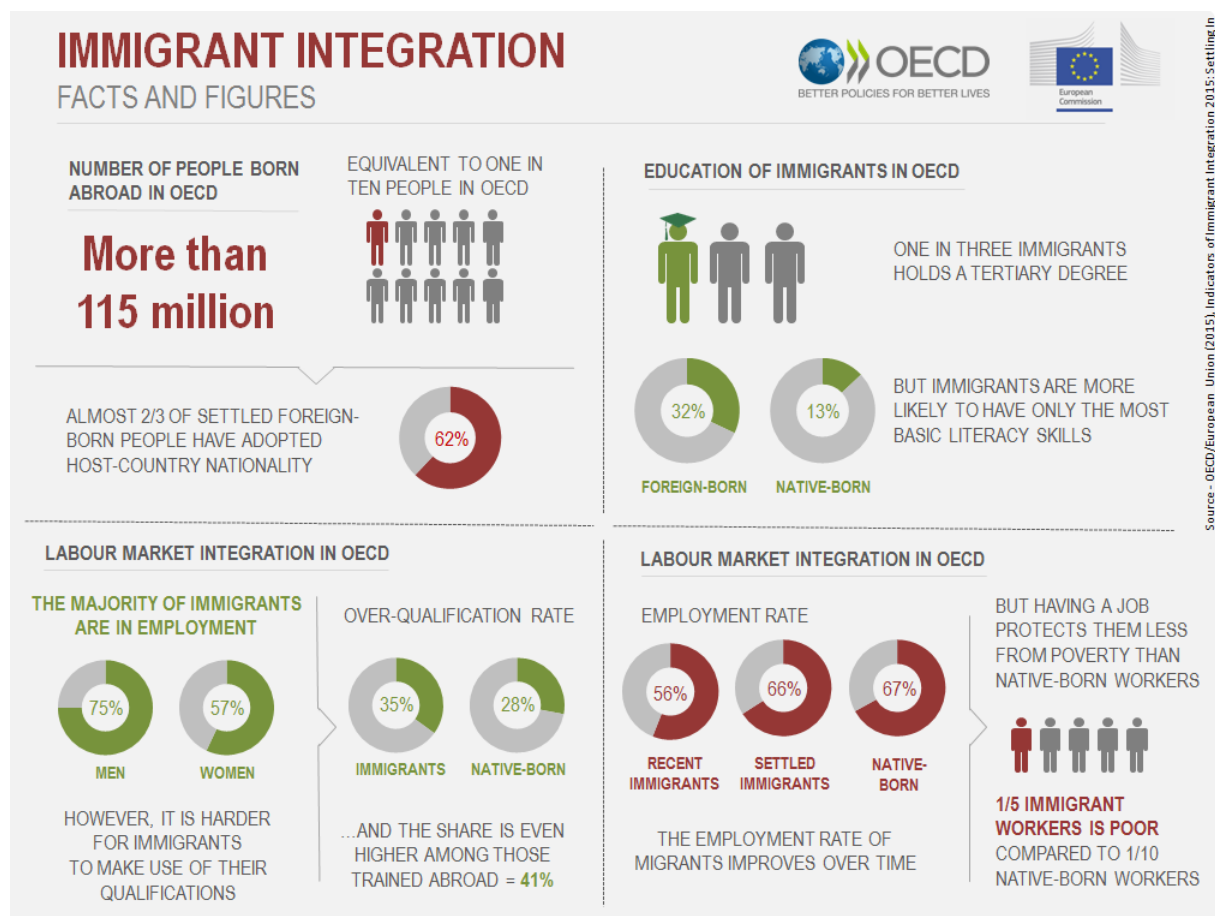 IMMIGRANT INTEGRATION
FACTS AND FIGURES
OECD
BETTER POLICIES FOR BETTER LIVES
European
Commission
Source - OECD/European Union (2015), Indicators of Immigrant Integration 2015: Settling In
NUMBER OF PEOPLE BORN
ABROAD IN OECD
More than
115 million
EQUIVALENT TO ONE IN
TEN PEOPLE IN OECD
ALMOST 2/3 OF SETTLED FOREIGN-
BORN PEOPLE HAVE ADOPTED
HOST-COUNTRY NATIONALITY
62%
EDUCATION OF IMMIGRANTS IN OECD
ONE IN THREE IMMIGRANTS
HOLDS A TERTIARY DEGREE
32%
13%
FOREIGN-BORN
NATIVE-BORN
BUT IMMIGRANTS ARE MORE
LIKELY TO HAVE ONLY THE MOST
BASIC LITERACY SKILLS
LABOUR MARKET INTEGRATION IN OECD
THE MAJORITY OF IMMIGRANTS
ARE IN EMPLOYMENT
75%
57%
MEN
WOMEN
HOWEVER, IT IS HARDER
FOR IMMIGRANTS
TO MAKE USE OF THEIR
QUALIFICATIONS
OVER-QUALIFICATION RATE
35%
28%
IMMIGRANTS
NATIVE-BORN
...AND THE SHARE IS EVEN
HIGHER AMONG THOSE
TRAINED ABROAD = 41%
LABOUR MARKET INTEGRATION IN OECD
EMPLOYMENT RATE
56%
66%
67%
RECENT
IMMIGRANTS
SETTLED
IMMIGRANTS
NATIVE-
BORN
THE EMPLOYMENT RATE OF
MIGRANTS IMPROVES OVER TIME
BUT HAVING A JOB
PROTECTS THEM LESS
FROM POVERTY THAN
NATIVE-BORN WORKERS
1/5 IMMIGRANT
WORKERS IS POOR
COMPARED TO 1/10
NATIVE-BORN WORKERS